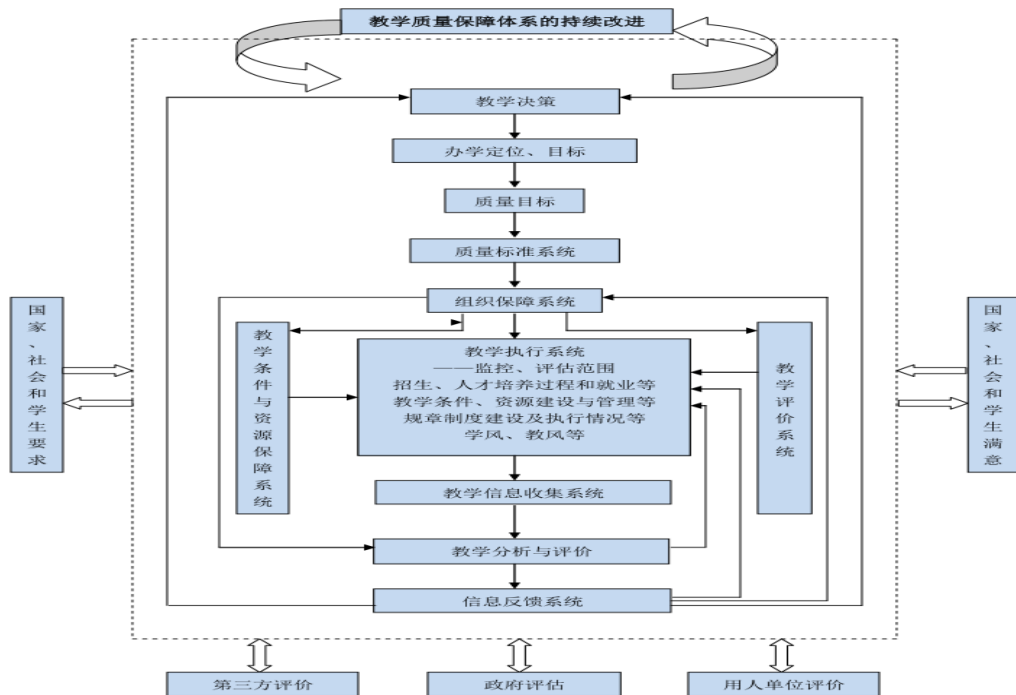 教学质量保障体系的持续改进
教学决策
办学定位、目标
质量目标
质量标准系统
组织保障系统
国家、社会和学生要求
教学条件与资源保障系统
教学执行系统
——监控、评估范围
招生、人才培养过程和就业等
教学条件、资源建设与管理等
规章制度建设及执行情况等
学风、教风等
教学评价系统
国家、社会和学生满意
教学信息收集系统
教学分析与评价
信息反馈系统
第三方评价
政府评估
用人单位评价